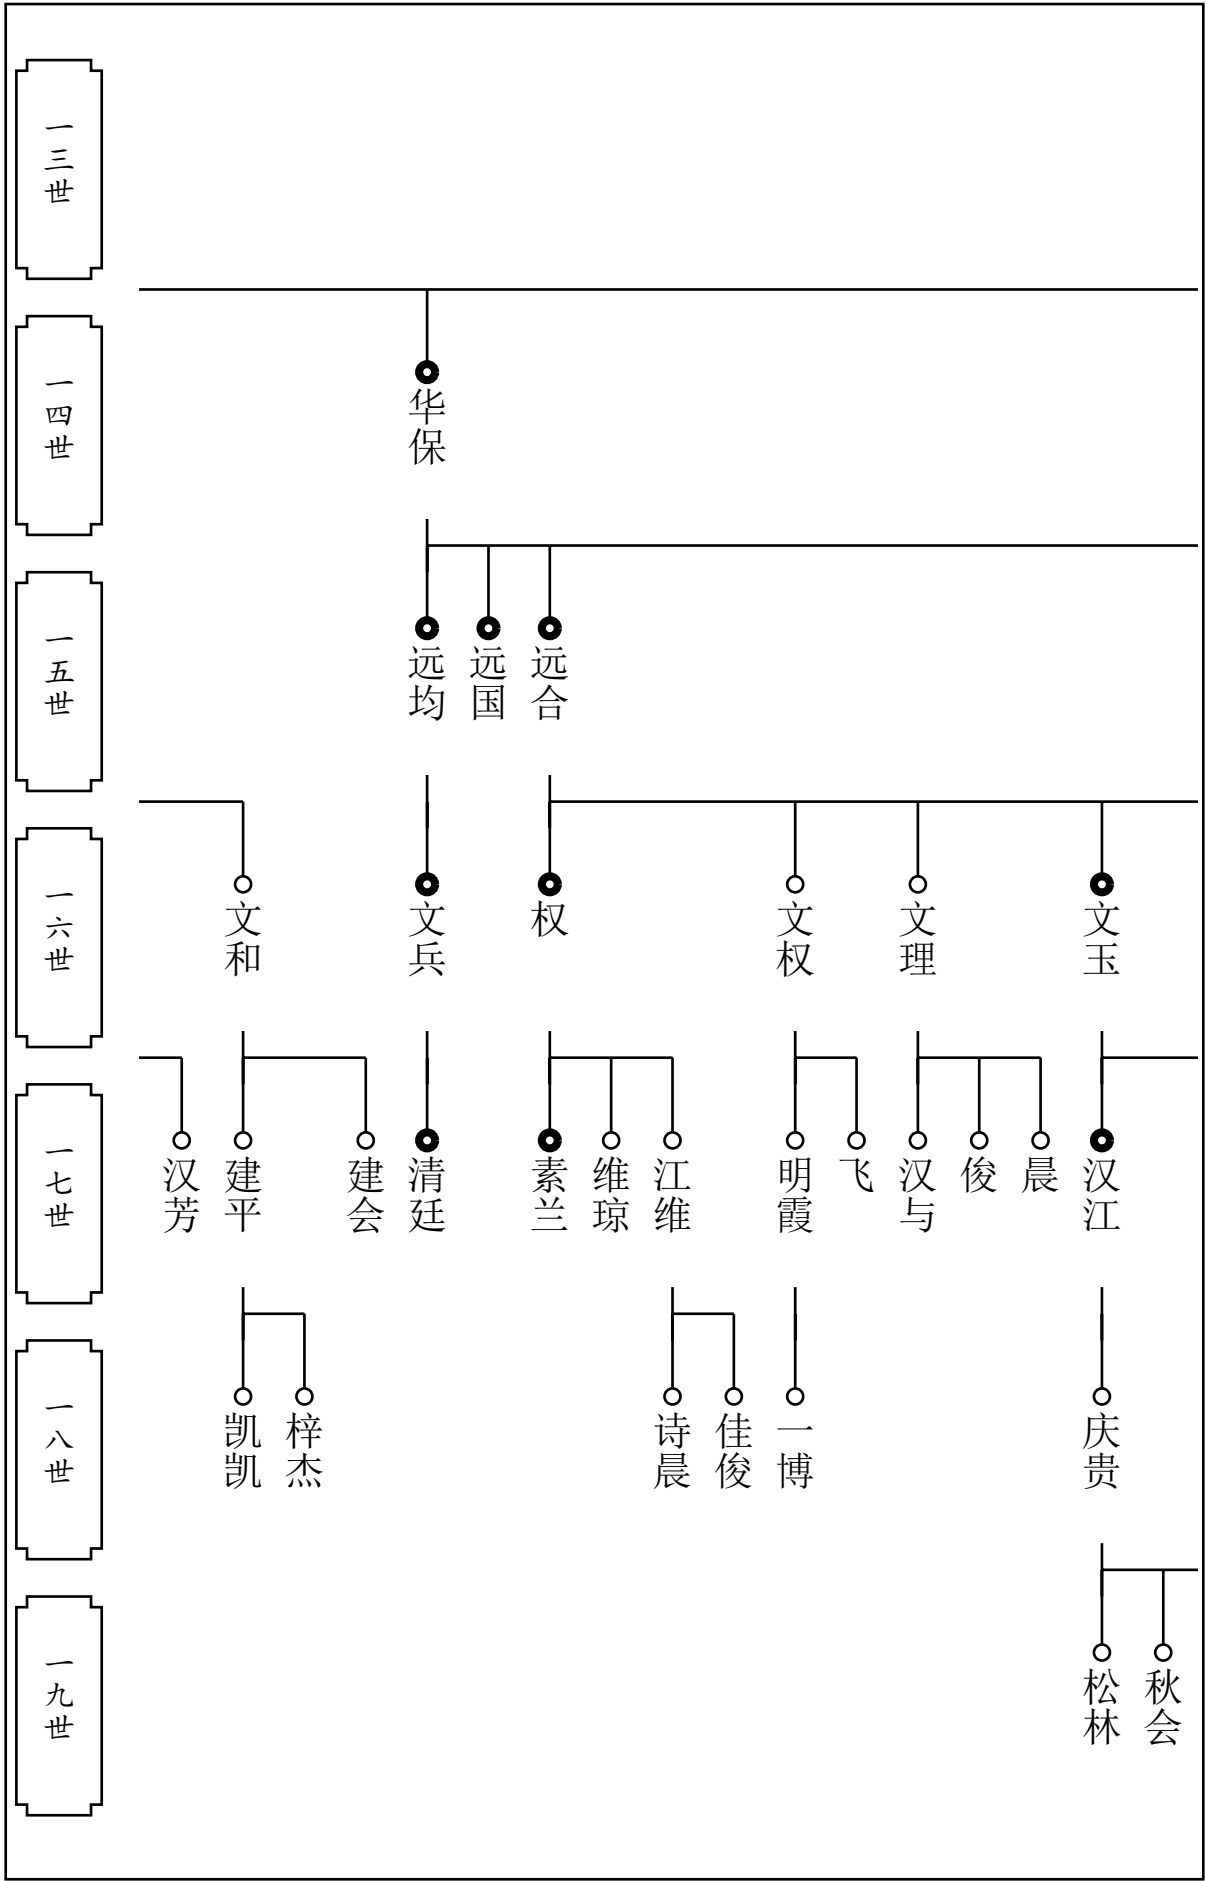 一三世
一四世
华保
一五世
远均
远国
远合
一六世
文和
文兵
权
文权
文理
文玉
一七世
汉芳
建平
建会
清廷
素兰
维琼
江维
明霞
飞
汉与
俊
晨
汉江
一八世
凯凯
梓杰
诗晨
佳俊
一博
庆贵
一九世
松林
秋会